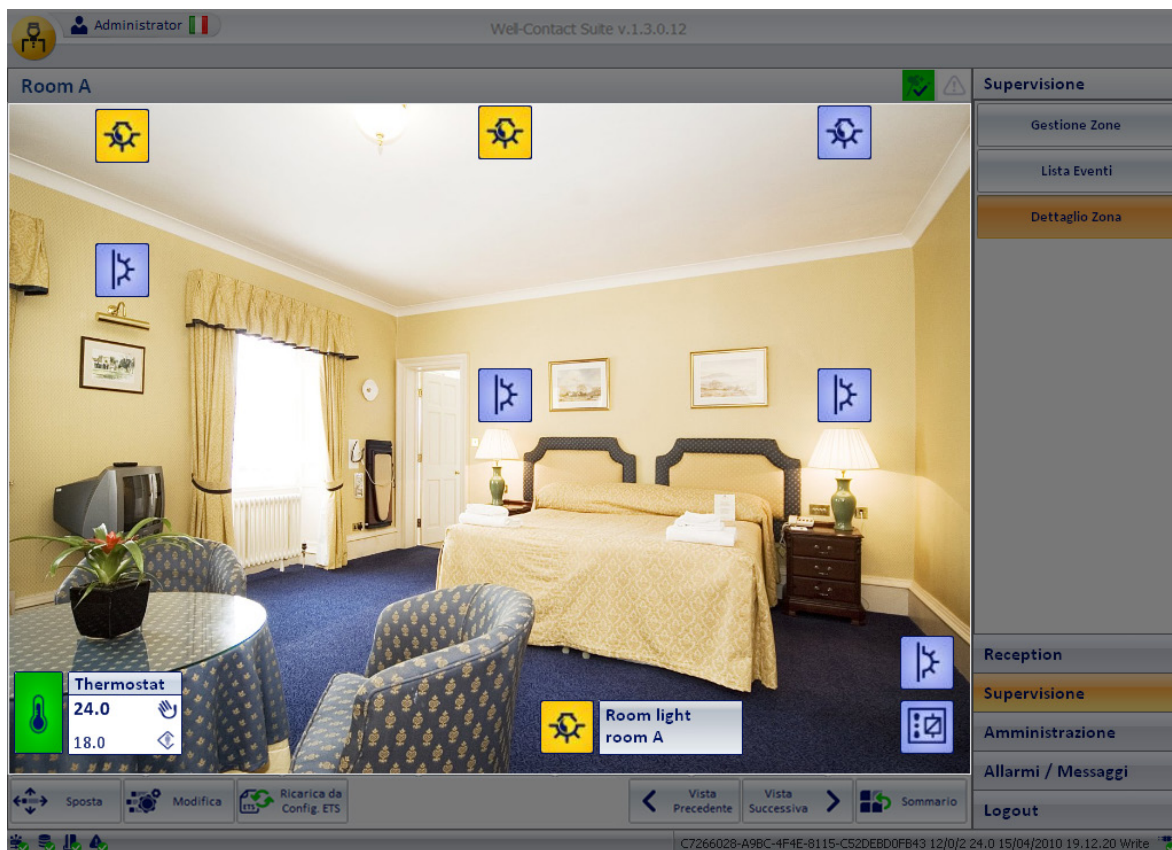 Administrator
Well-Contact Suite v.1.3.0.12
Room A
Supervisione
Gestione Zone
Lista Eventi
Dettaglio Zona
Thermostat
24.0
18.0
Room light
room A
Reception
Supervisione
Amministrazione
Allarmi / Messaggi
Logout
Sposta
Modifica
ETS
Ricarica da
Config. ETS
Vista
Precedente
Vista
Successiva
Sommario
C7266028-A9BC-4F4E-8115-C52DEBD0FB43 12/0/2 24.0 15/04/2010 19.12.20 Write